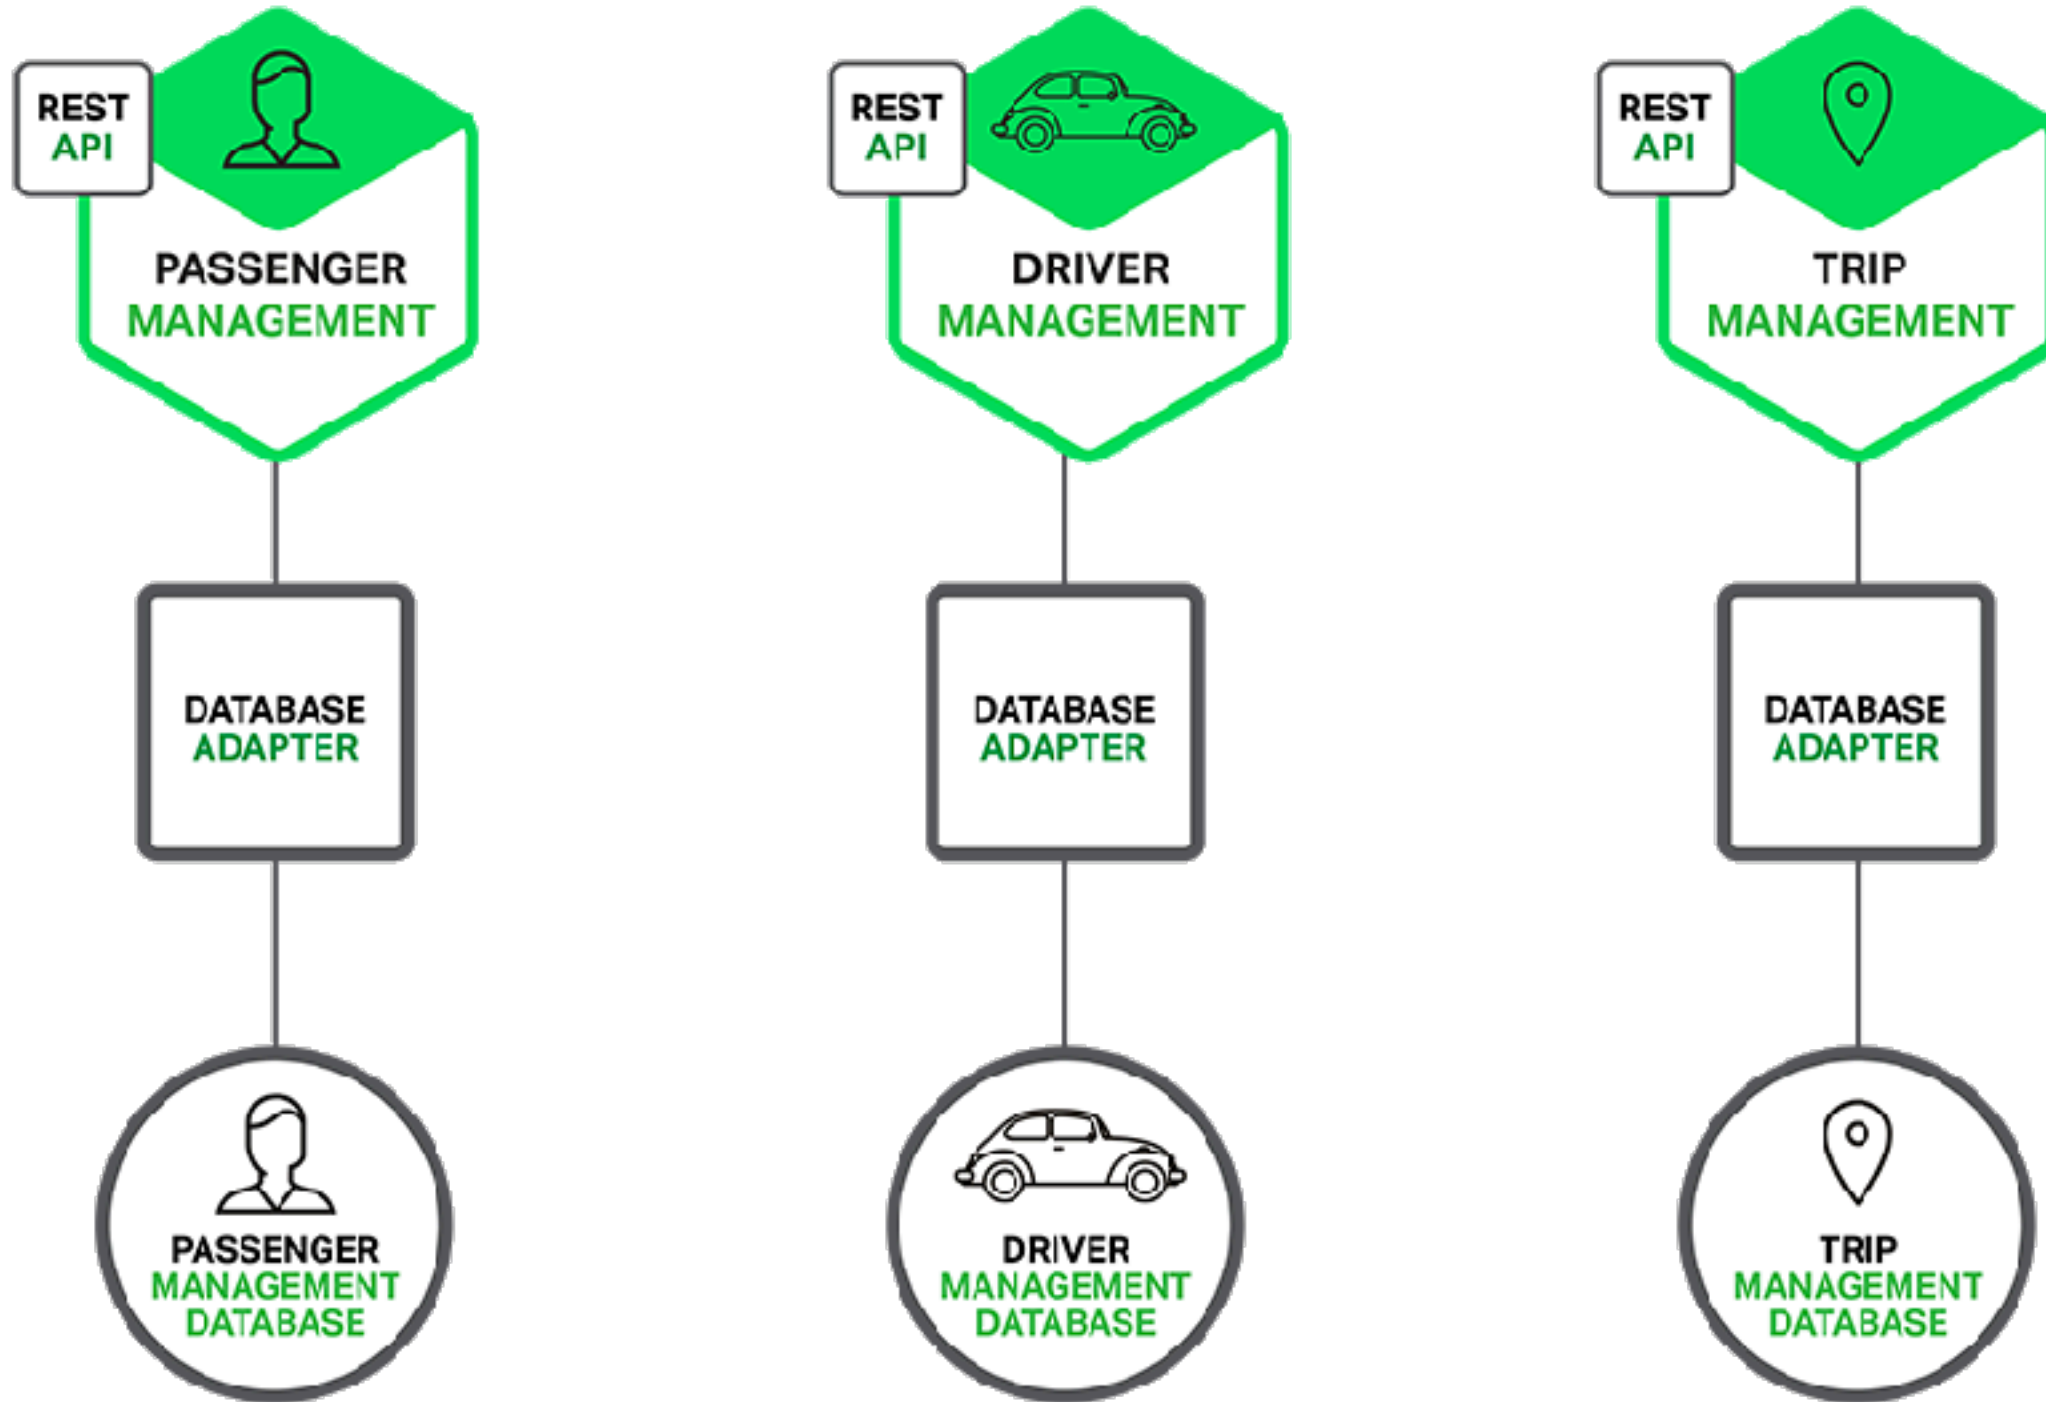 REST
API
PASSENGER
MANAGEMENT
REST
API
DRIVER
MANAGEMENT
REST
API
TRIP
MANAGEMENT
DATABASE
ADAPTER
DATABASE
ADAPTER
DATABASE
ADAPTER
PASSENGER
MANAGEMENT
DATABASE
DRIVER
MANAGEMENT
DATABASE
TRIP
MANAGEMENT
DATABASE